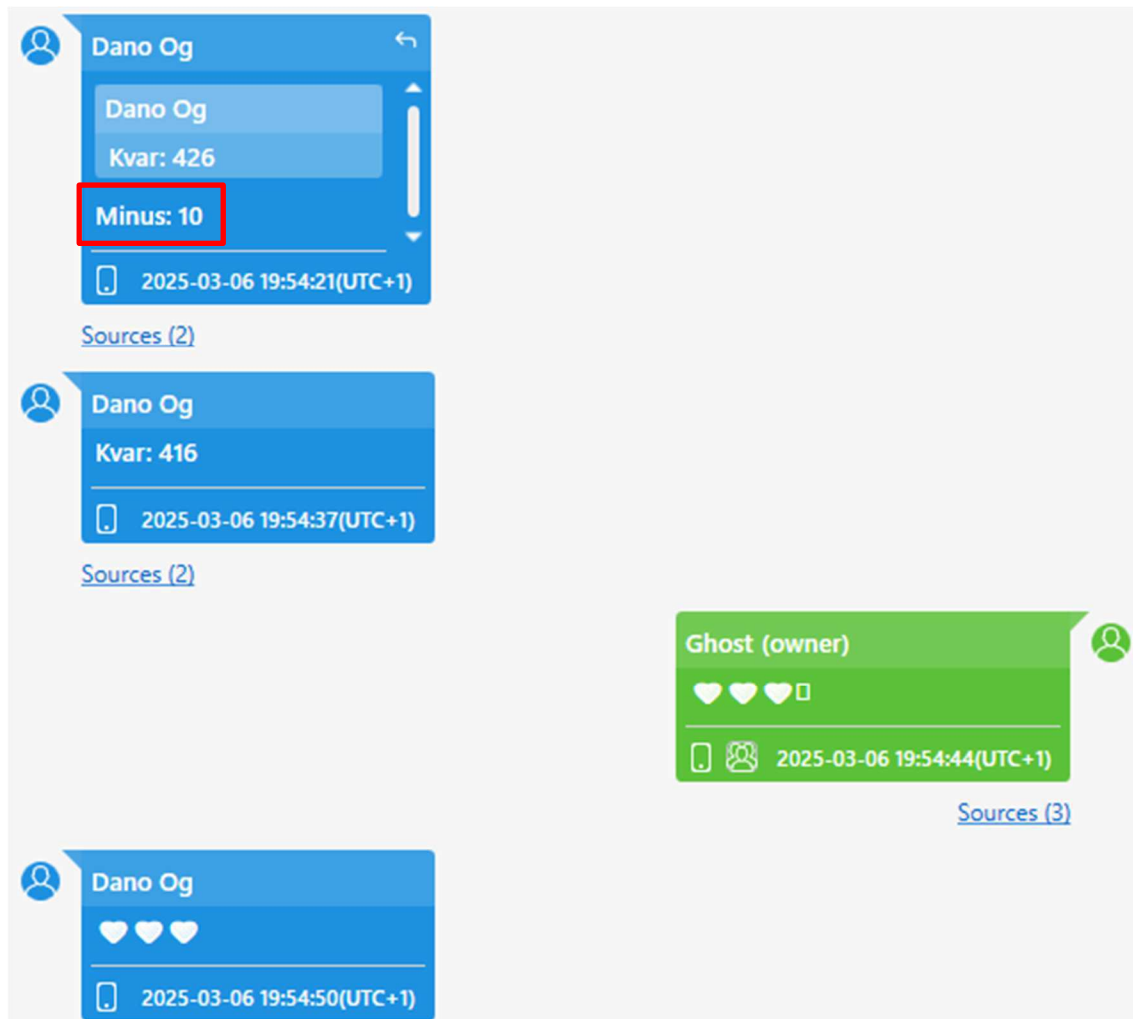 Dano Og
Dano Og
Kvar: 426
Minus: 10
2025-03-06 19:54:21(UTC+1)
Sources (2)
Dano Og
Kvar: 416
2025-03-06 19:54:37(UTC+1)
Sources (2)
Ghost (owner)
2025-03-06 19:54:44(UTC+1)
Sources (3)
Dano Og
2025-03-06 19:54:50(UTC+1)